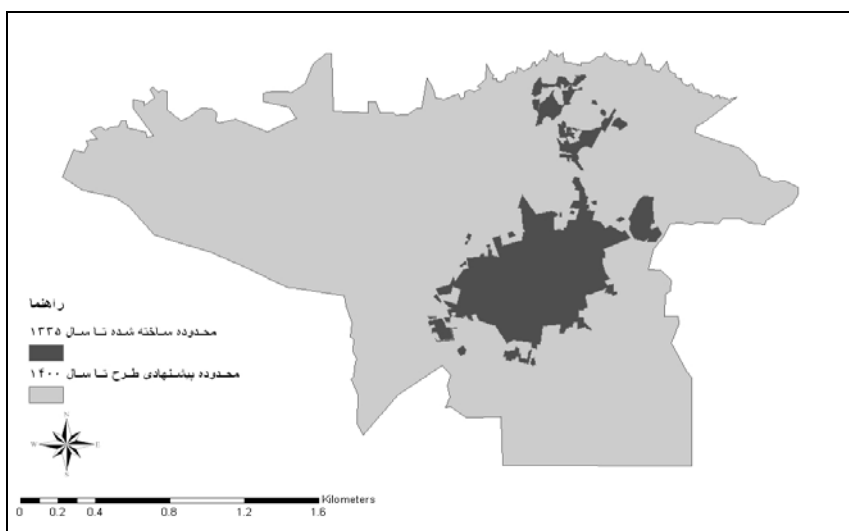 راهنما
محدوده ساخته شده تا سال ۱۳۳۵
محدوده پیشنهادی طرح تا سال ۱۴۰۰
N
W E
S
Kilometers
0 0.2 0.4 0.8 1.2 1.6